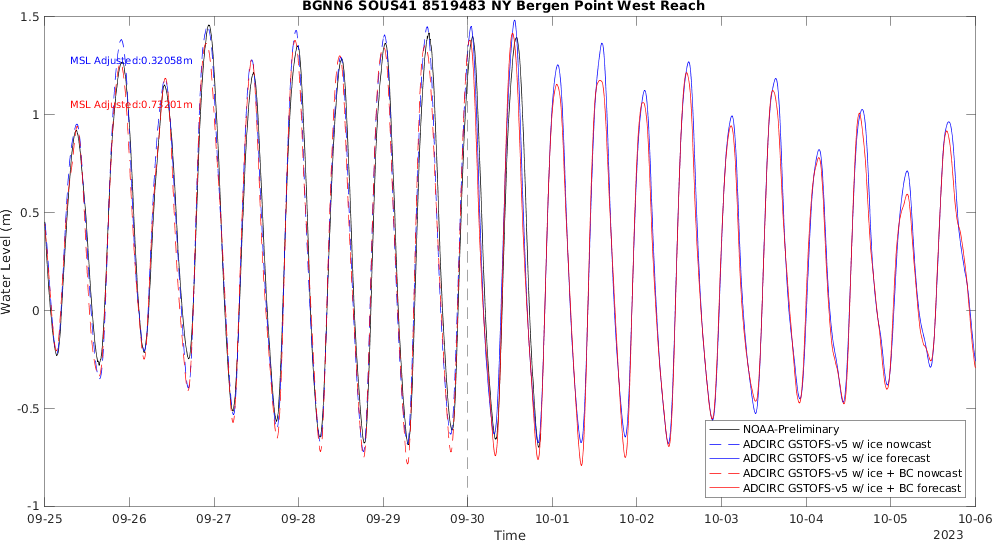 BGNN6 SOUS41 8519483 NY Bergen Point West Reach
1.5
MSL Adjusted:0.32058m
MSL Adjusted:0.73201m
1
0.5
0
-0.5
-1
Water Level (m)
NOAA-Preliminary
ADCIRC GSTOFS-v5 w/ ice nowcast
ADCIRC GSTOFS-v5 w/ ice forecast
ADCIRC GSTOFS-v5 w/ ice + BC nowcast
ADCIRC GSTOFS-v5 w/ ice + BC forecast
09-25 09-26 09-27 09-28 09-29 09-30 10-01 10-02 10-03 10-04 10-05 10-06
Time
2023